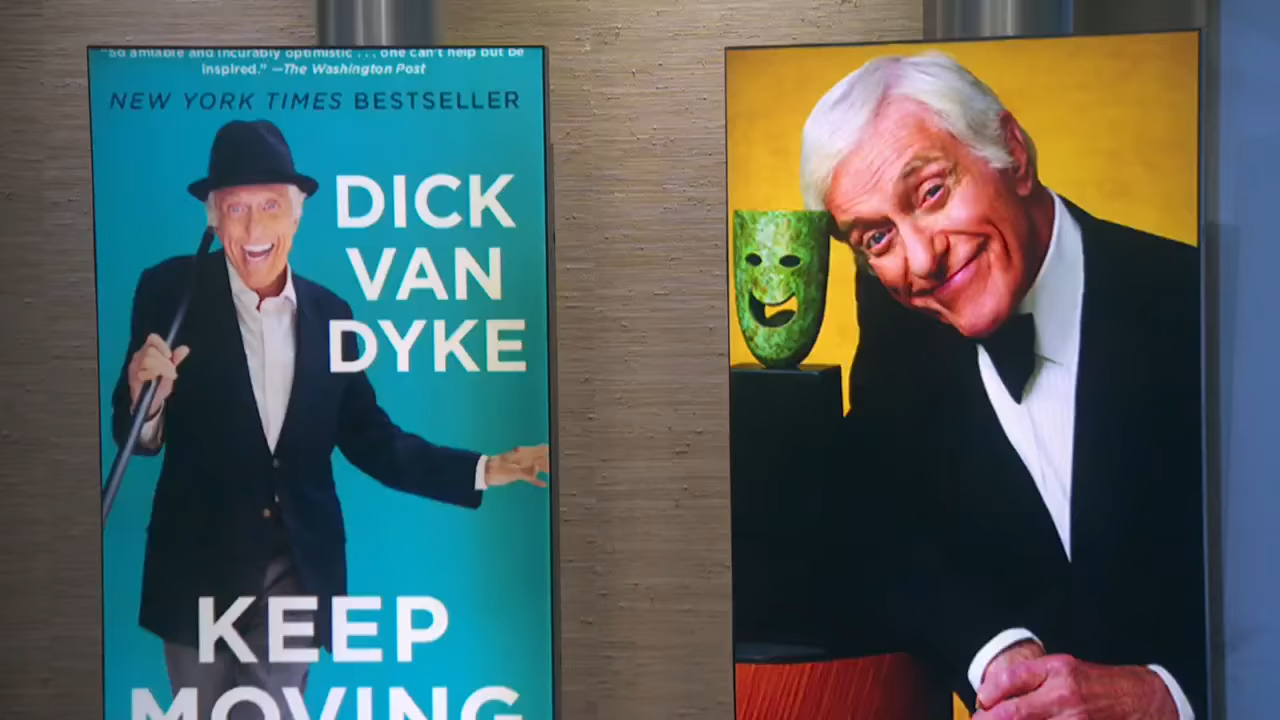 "So amiable and incurably optimistic . . . one can't help but be
inspired." —The Washington Post
NEW YORK TIMES BESTSELLER
DICK
VAN
DYKE
KEEP
MOVING